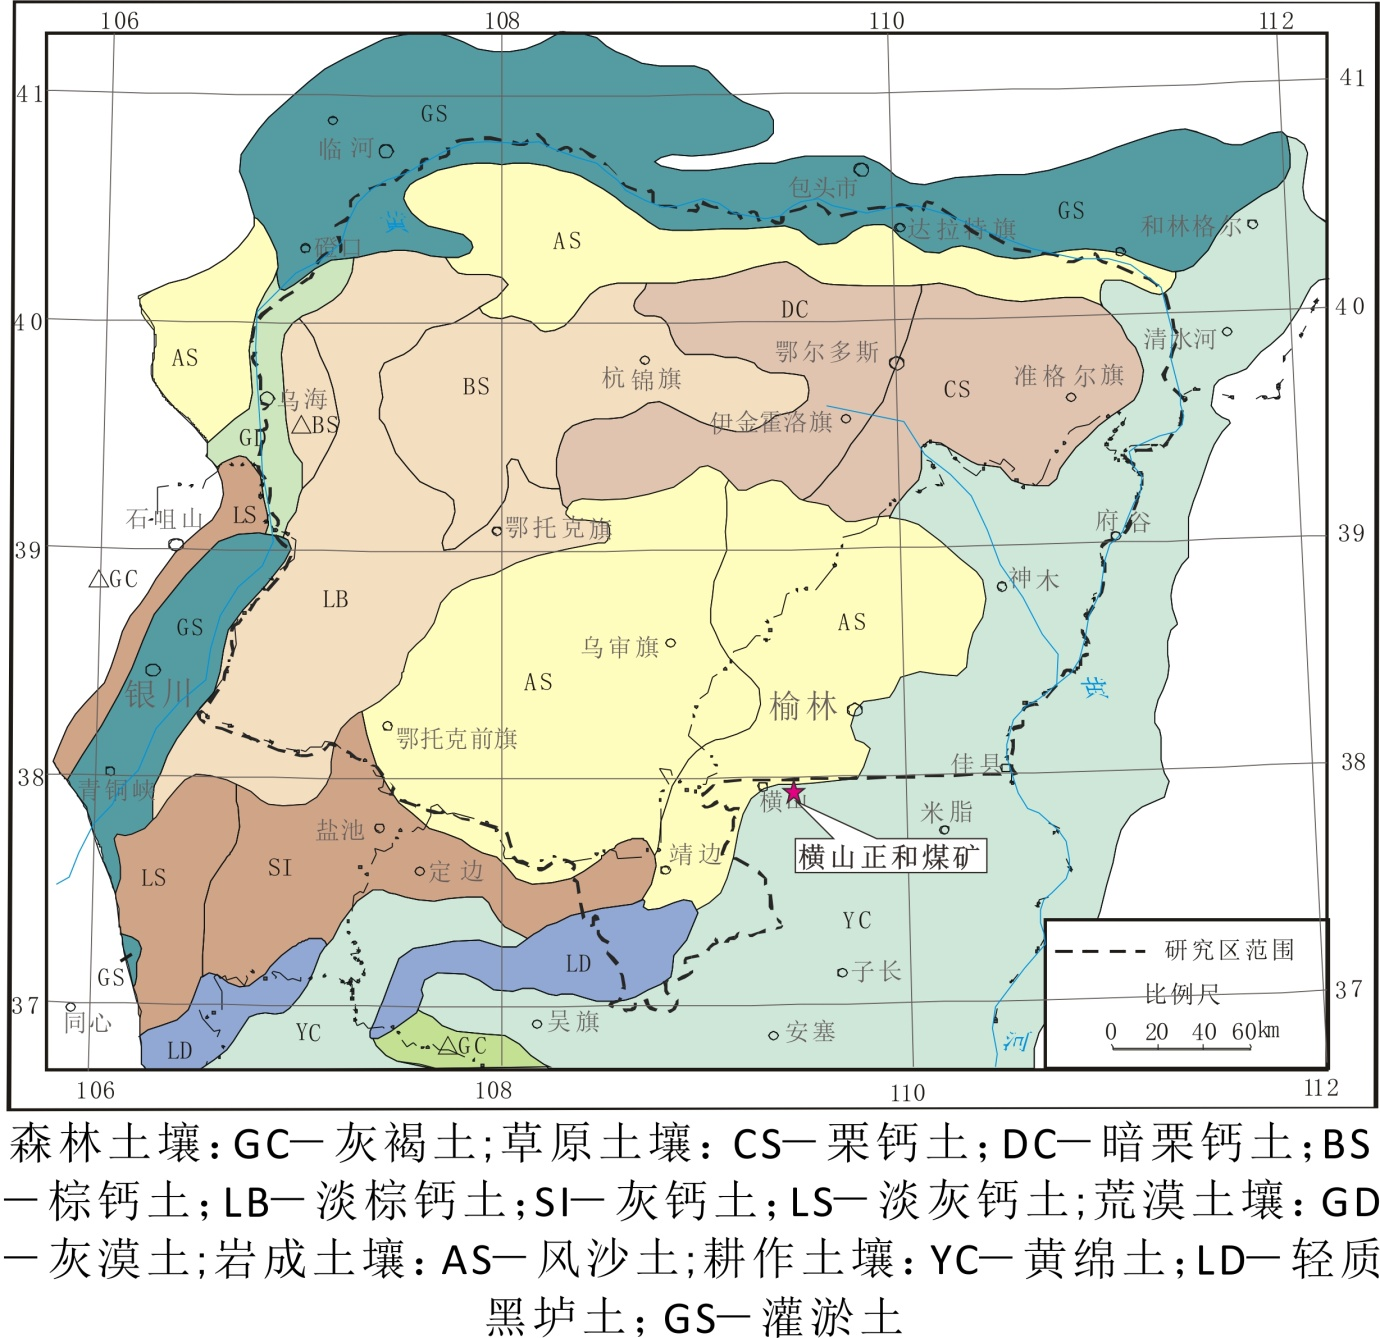 106 108 110 112
41 GS 41
临河
包头市
黄
GS
磴口 AS 达拉特旗 和林格尔
40 DC 40
AS BS 鄂尔多斯 清水河
杭锦旗 CS 准格尔旗
乌海
△BS 伊金霍洛旗
GD
石咀山 LS 鄂托克旗 府谷
39 39
△GC 神木
LB
GS AS
乌审旗
银川 AS 榆林
鄂托克前旗
38 佳县 38
青铜峡 横山 米脂
盐池 靖边 横山正和煤矿
LS SI 定边
YC
研究区范围
GS LD 子长
比例尺
37 37
同心 吴旗 0 20 40 60km
YC 安塞
LD △GC 河
106 108 110 112
森林土壤:GC—灰褐土;草原土壤:CS—栗钙土;DC—暗栗钙土;BS
—棕钙土;LB—淡棕钙土;SI—灰钙土;LS—淡灰钙土;荒漠土壤:GD
—灰漠土;岩成土壤:AS—风沙土;耕作土壤:YC—黄绵土;LD—轻质
黑垆土;GS—灌淤土